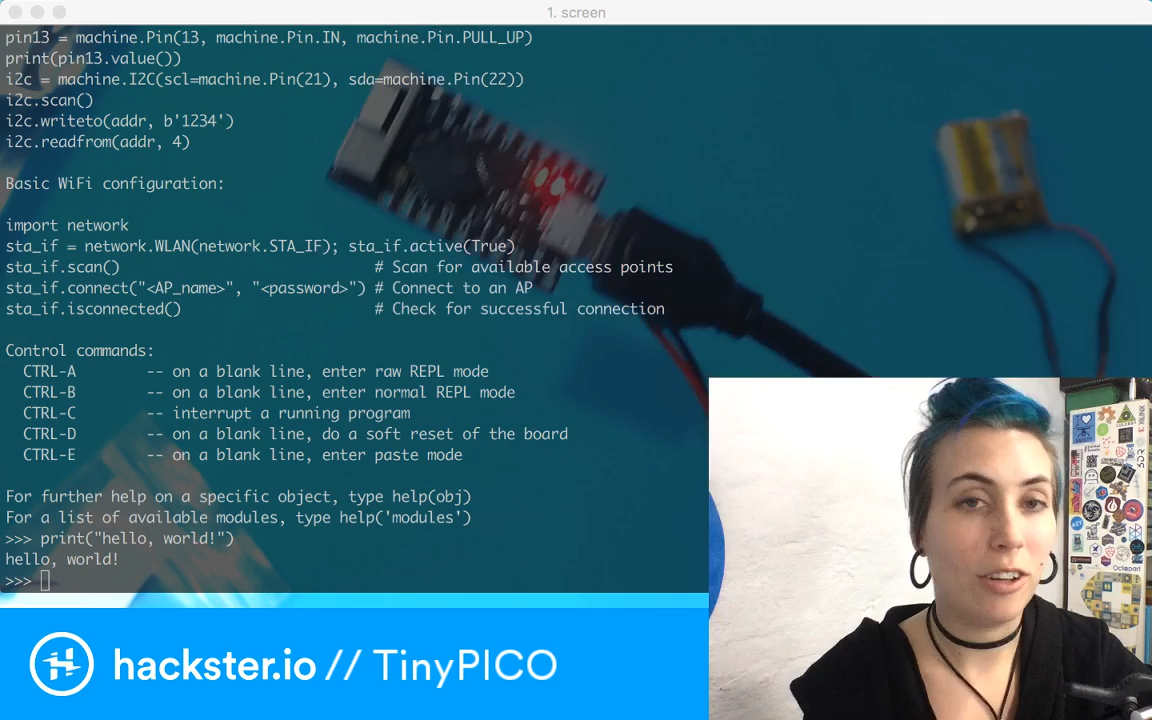 1. screen
pin13 = machine.Pin(13, machine.Pin.IN, machine.Pin.PULL_UP)
print(pin13.value())
i2c = machine.I2C(scl=machine.Pin(21), sda=machine.Pin(22))
i2c.scan()
i2c.writeto(addr, b'1234')
i2c.readfrom(addr, 4)
Basic WiFi configuration:
import network
sta_if = network.WLAN(network.STA_IF); sta_if.active(True)
sta_if.scan() # Scan for available access points
sta_if.connect("<AP_name>", "<password>") # Connect to an AP
sta_if.isconnected() # Check for successful connection
Control commands:
CTRL-A -- on a blank line, enter raw REPL mode
CTRL-B -- on a blank line, enter normal REPL mode
CTRL-C -- interrupt a running program
CTRL-D -- on a blank line, do a soft reset of the board
CTRL-E -- on a blank line, enter paste mode
For further help on a specific object, type help(obj)
For a list of available modules, type help('modules')
>>> print("hello, world!")
hello, world!
>>>
hackster.io // TinyPICO
XILINX
SDR
Octopart